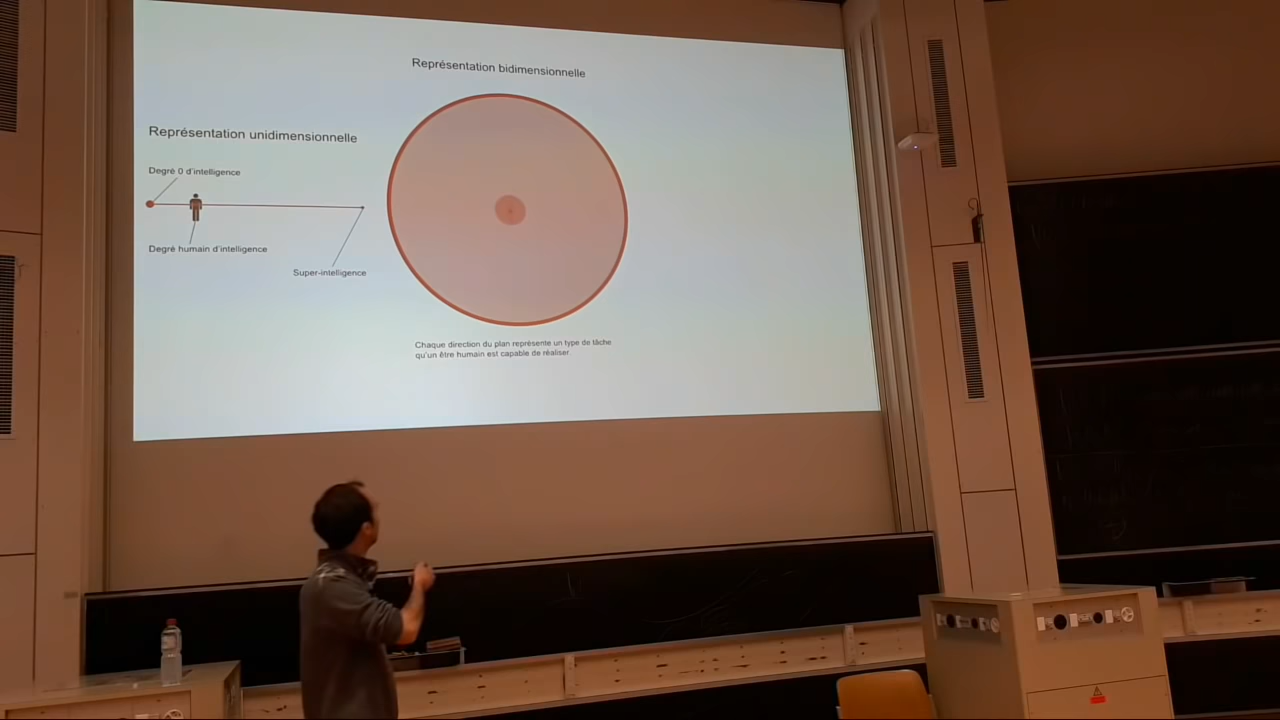 Représentation bidimensionnelle
Représentation unidimensionnelle
Degré 0 d'intelligence
Degré humain d'intelligence
Super-intelligence
Chaque direction du plan représente un type de tâche
qu'un être humain est capable de réaliser.